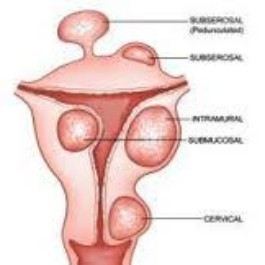 SUBSEROSAL
(Pedunculated)
SUBSEROSAL
INTRAMURAL
SUBMUCOSAL
CERVICAL